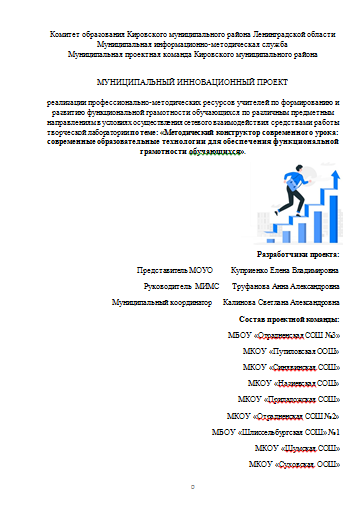 Комитет образования Кировского муниципального района Ленинградской области
Муниципальная информационно-методическая служба
Муниципальная проектная команда Кировского муниципального района
МУНИЦИПАЛЬНЫЙ ИННОВАЦИОННЫЙ ПРОЕКТ
реализации профессионально-методических ресурсов учителей по формированию и
развитию функциональной грамотности обучающихся по различным предметным
направлениям в условиях осуществления сетевого взаимодействия средствами работы
творческой лаборатории по теме: «Методический конструктор современного урока:
современные образовательные технологии для обеспечения функциональной
грамотности обучающихся».
Разработчики проекта:
Представитель МОУО Куприенко Елена Владимировна
Руководитель МИМС Труфанова Анна Александровна
Муниципальный координатор Калинова Светлана Александровна
Состав проектной команды:
МБОУ «Отрадненская СОШ №3»
МКОУ «Путиловская СОШ»
МКОУ «Синявинская СОШ»
МКОУ «Назиевская СОШ»
МКОУ «Приладожская СОШ»
МКОУ «Отрадненская СОШ №2»
МБОУ «Шлиссельбургская СОШ» №1
МКОУ «Шумская СОШ»
МКОУ «Суховская ООШ»